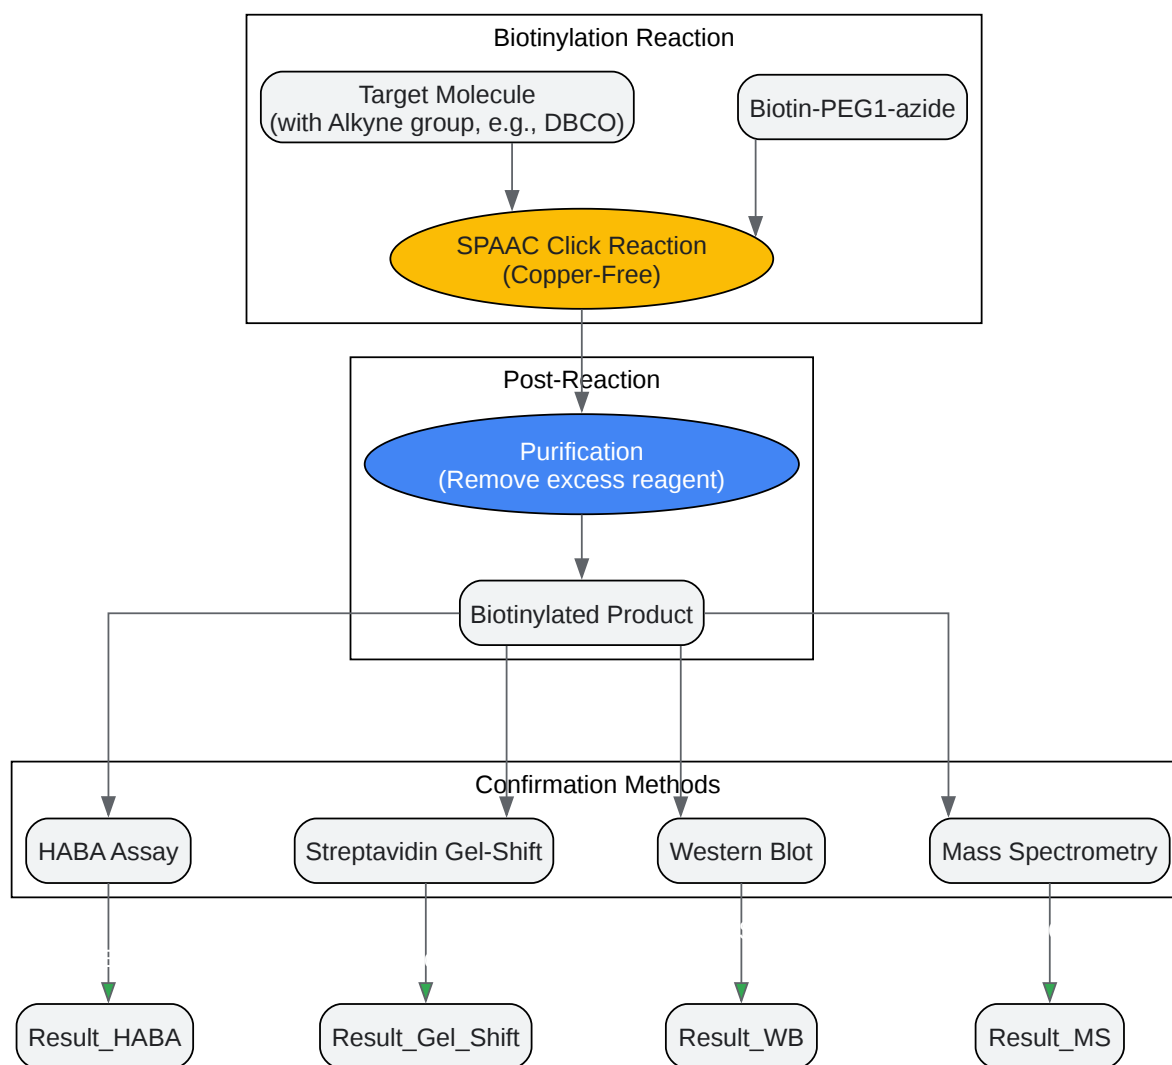 Biotinylation Reaction
Target Molecule
(with Alkyne group, e.g., DBCO)
Biotin-PEG1-azide
SPAAC Click Reaction
(Copper-Free)
Post-Reaction
Purification
(Remove excess reagent)
Biotinylated Product
Confirmation Methods
HABA Assay
Streptavidin Gel-Shift
Western Blot
Mass Spectrometry
Result_HABA
Result_Gel_Shift
Result_WB
Result_MS